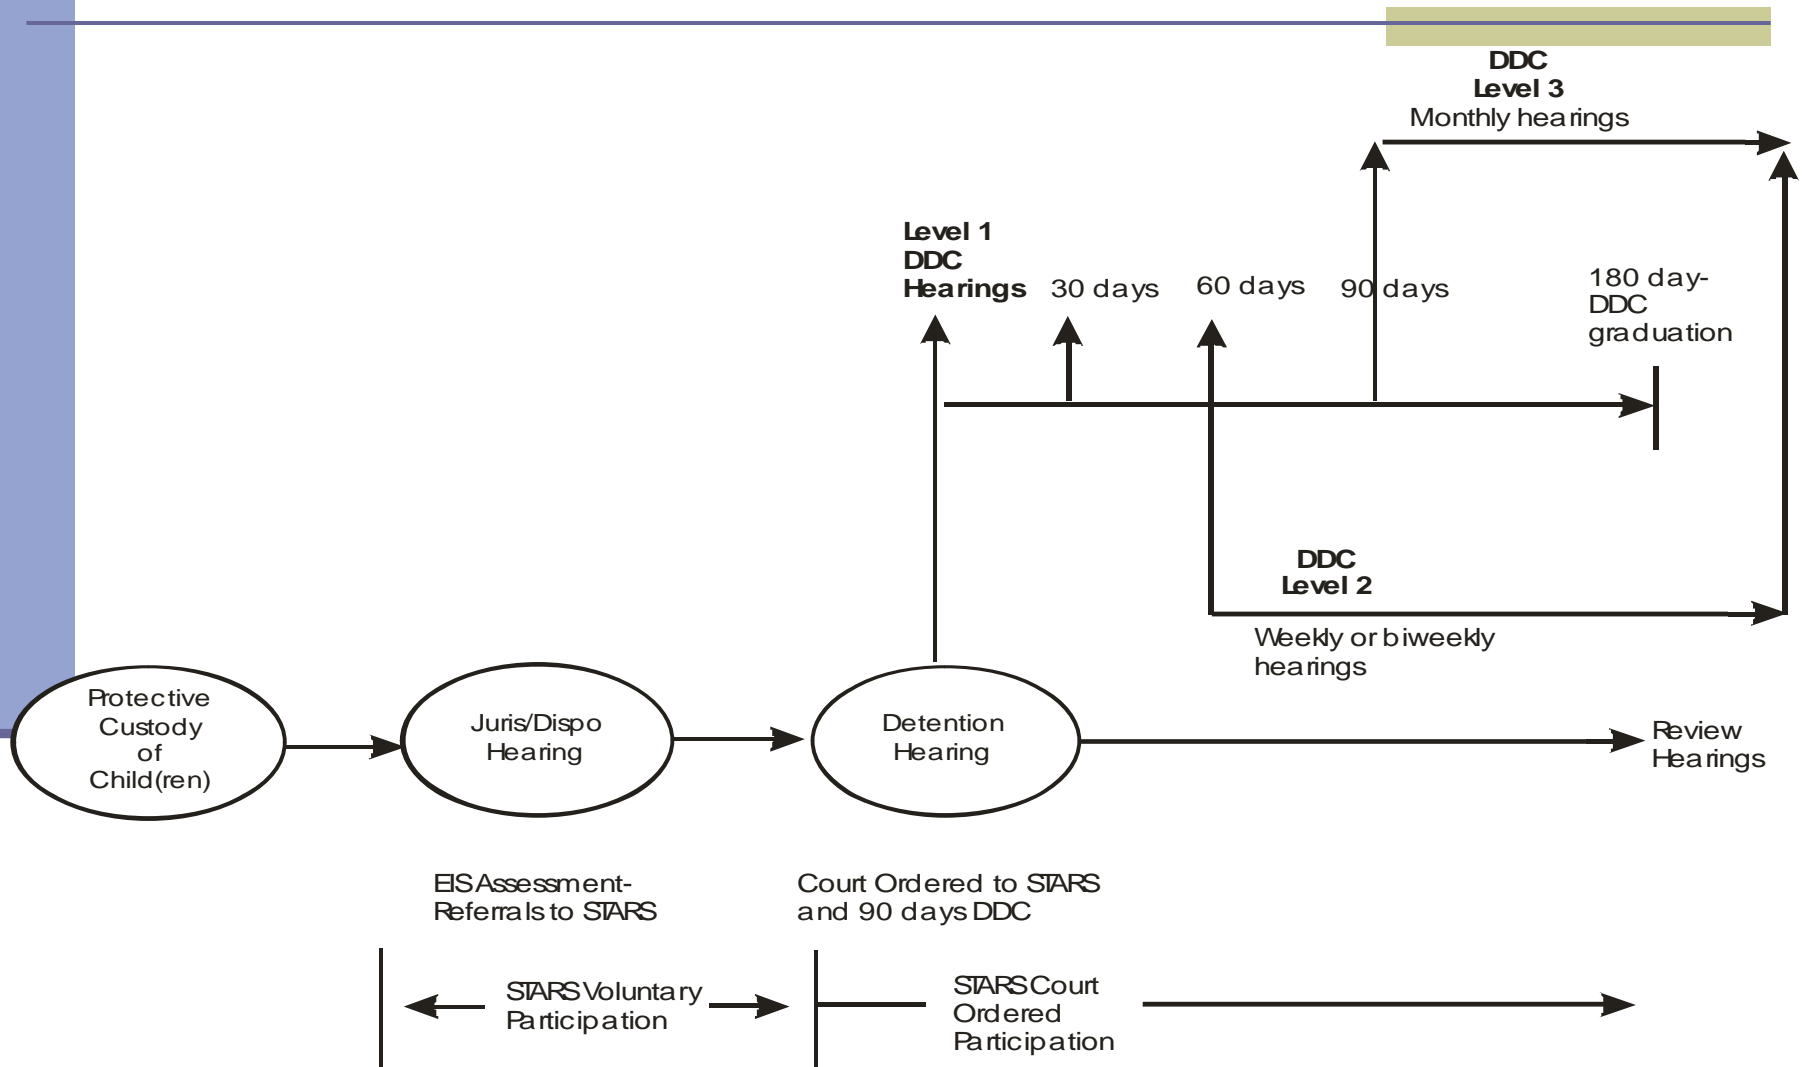 DDC
Level 3
Monthly hearings
Level 1
DDC
Hearings
30 days
60 days
90 days
180 day-
DDC
graduation
DDC
Level 2
Weekly or biweekly
hearings
Protective
Custody
of
Child(ren)
Juris/Dispo
Hearing
Detention
Hearing
Review
Hearings
EIS Assessment-
Referrals to STARS
Court Ordered to STARS
and 90 days DDC
STARS Voluntary
Participation
STARS Court
Ordered
Participation